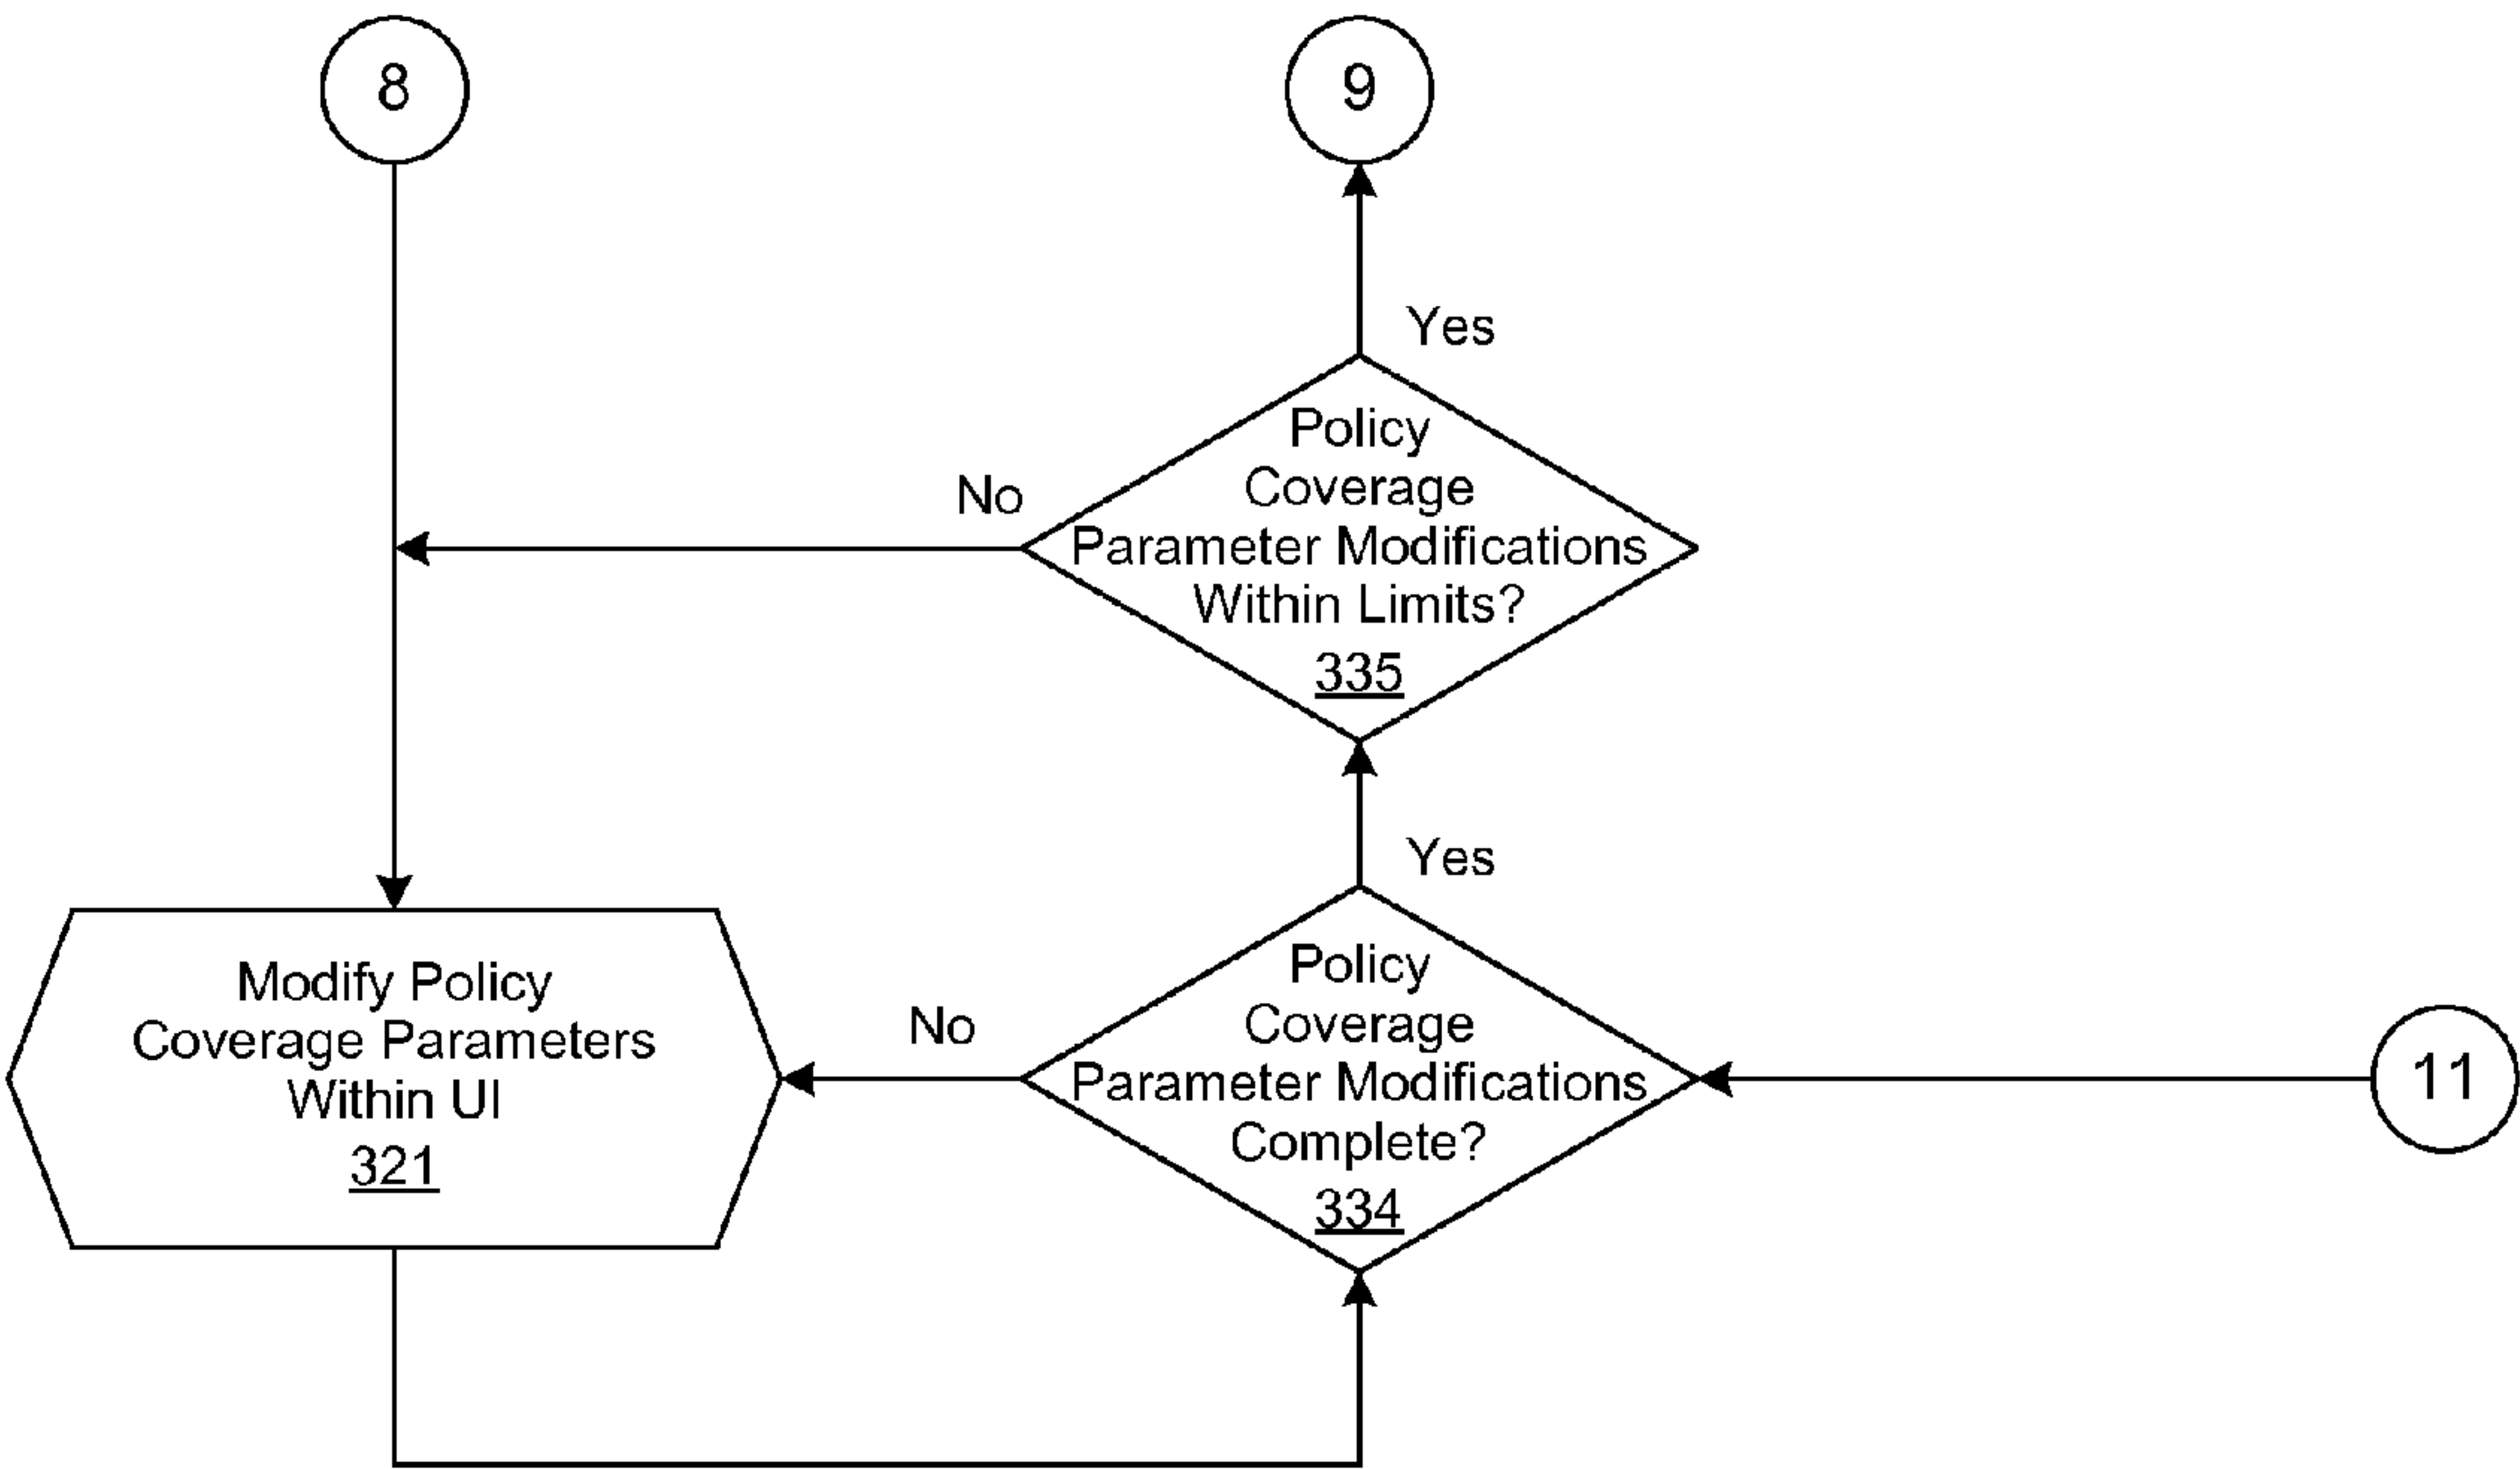 8
9
Yes
Policy
Coverage
Parameter Modifications
Within Limits?
335
No
Yes
Modify Policy
Coverage Parameters
Within UI
321
No
Policy
Coverage
Parameter Modifications
Complete?
334
11